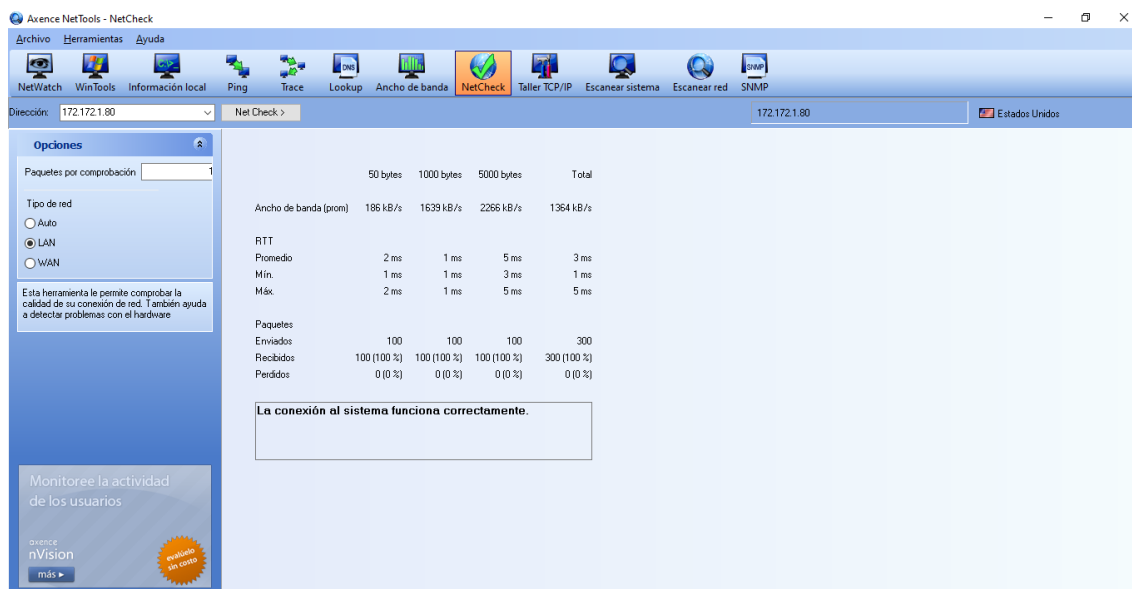 Axence NetTools - NetCheck
Archivo Herramientas Ayuda
NetWatch WinTools Información local Ping Trace Lookup Ancho de banda NetCheck Taller TCP/IP Escanear sistema Escanear red SNMP
Dirección: 172.172.1.80 Net Check > 172.172.1.80 Estados Unidos
Opciones
Paquetes por comprobación 1
Tipo de red
Auto
LAN
WAN
Esta herramienta le permite comprobar la
calidad de su conexión de red. También ayuda
a detectar problemas con el hardware
50 bytes 1000 bytes 5000 bytes Total
Ancho de banda (prom) 186 kB/s 1639 kB/s 2266 kB/s 1364 kB/s
RTT
Promedio 2 ms 1 ms 5 ms 3 ms
Mín. 1 ms 1 ms 3 ms 1 ms
Máx. 2 ms 1 ms 5 ms 5 ms
Paquetes
Enviados 100 100 100 300
Recibidos 100 (100 %) 100 (100 %) 100 (100 %) 300 (100 %)
Perdidos 0 (0 %) 0 (0 %) 0 (0 %) 0 (0 %)
La conexión al sistema funciona correctamente.
Monitoree la actividad
de los usuarios
axence
nVision
evalúelo
sin costo
más